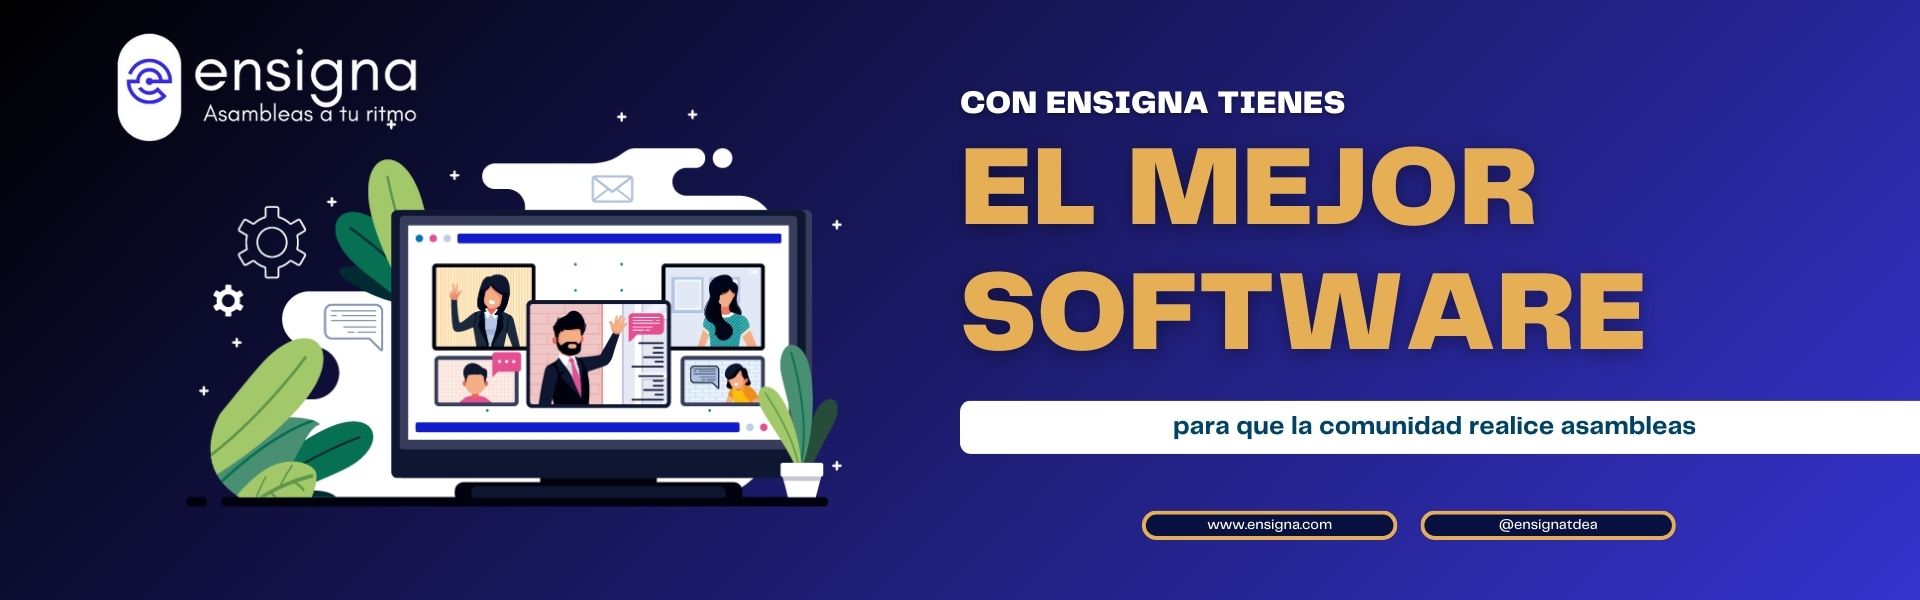 ensigna
Asambleas a tu ritmo
CON ENSIGNA TIENES
EL MEJOR
SOFTWARE
para que la comunidad realice asambleas
www.ensigna.com
@ensignatdea